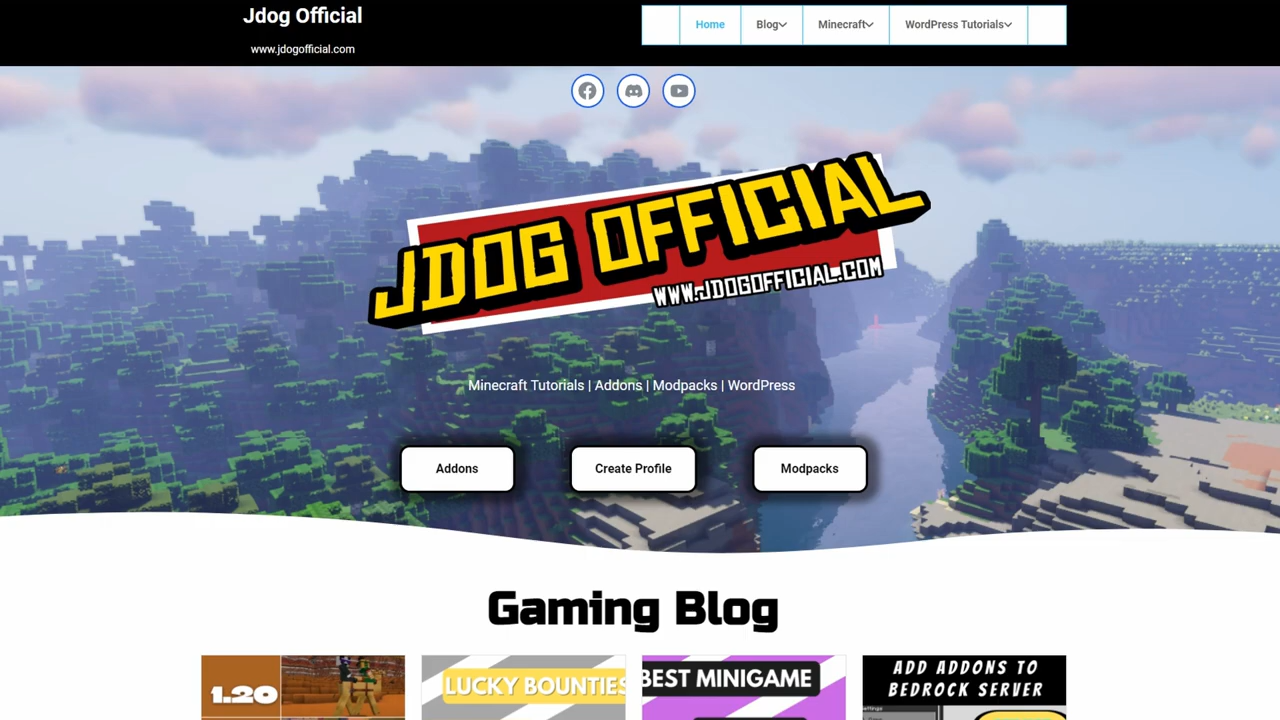 Jdog Official
www.jdogofficial.com
Home
Blog
Minecraft
WordPress Tutorials
JDOG OFFICIAL
WWW.JDOGOFFICIAL.COM
Minecraft Tutorials | Addons | Modpacks | WordPress
Addons
Create Profile
Modpacks
Gaming Blog
1.20
LUCKY BOUNTIES
BEST MINIGAME
ADD ADDONS TO
BEDROCK SERVER